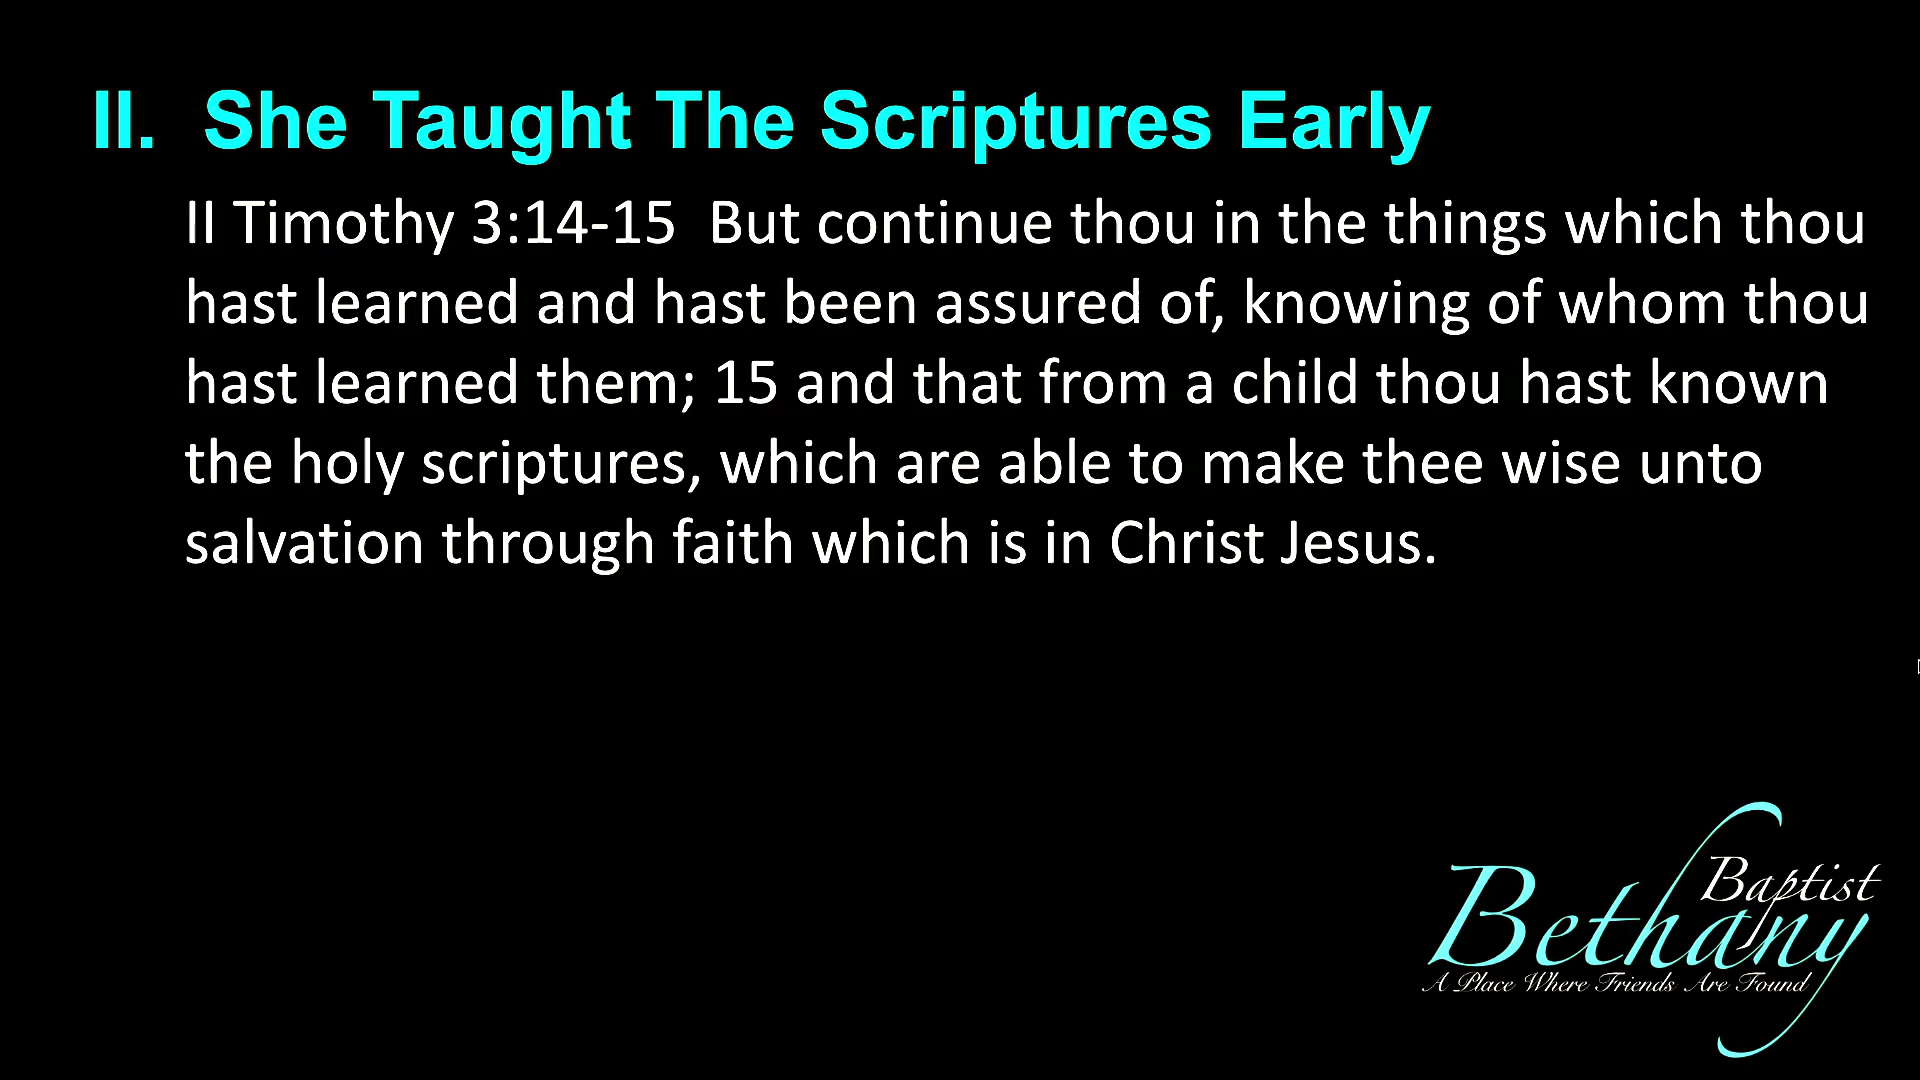 II. She Taught The Scriptures Early
II Timothy 3:14-15 But continue thou in the things which thou
hast learned and hast been assured of, knowing of whom thou
hast learned them; 15 and that from a child thou hast known
the holy scriptures, which are able to make thee wise unto
salvation through faith which is in Christ Jesus.
Baptist
Bethany
A Place Where Friends Are Found